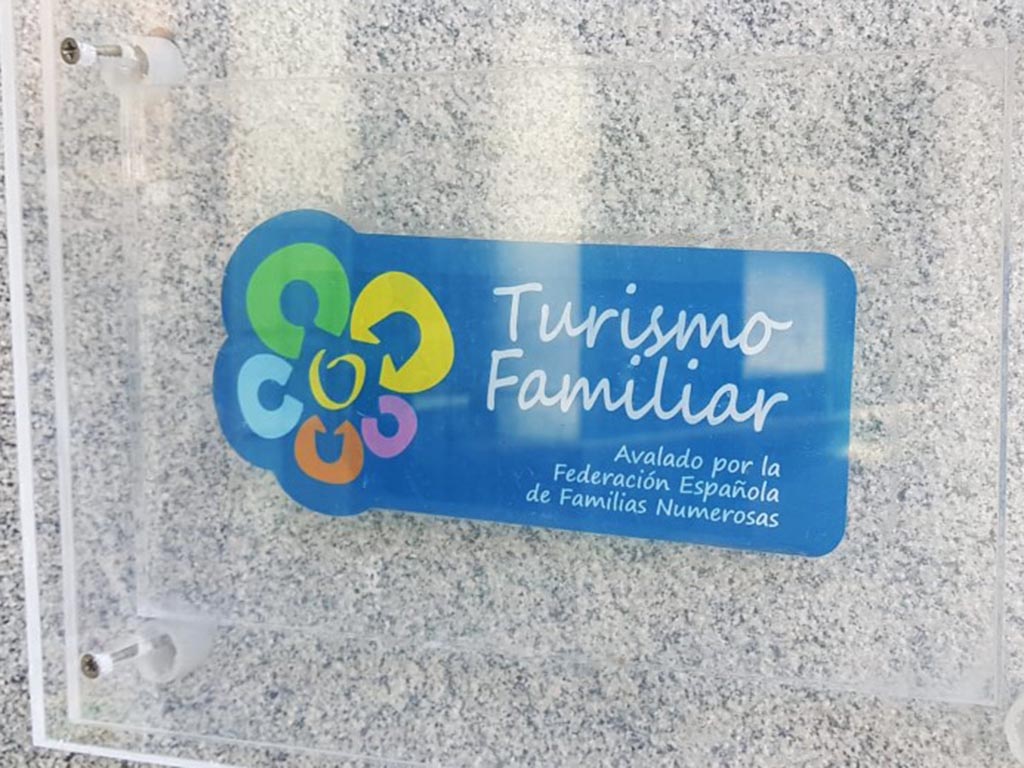 Turismo
Familiar
Avalado por la
Federación Española
de Familias Numerosas